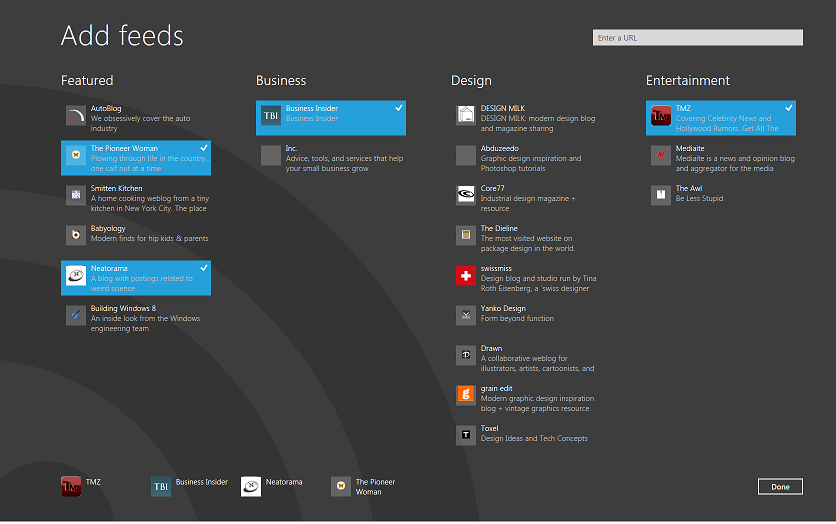 Add feeds
Enter a URL
Featured
AutoBlog
We obsessively cover the auto
industry
The Pioneer Woman
Plowing through life in the country...
one calf nut at a time
Smitten Kitchen
A home cooking weblog from a tiny
kitchen in New York City. The place
Babyology
Modern finds for hip kids & parents
Neatorama
A blog with postings related to
weird science
Building Windows 8
An inside look from the Windows
engineering team
Business
TBI
Business Insider
Business Insider
Inc.
Advice, tools, and services that help
your small business grow
Design
DESIGN MILK
DESIGN MILK: modern design blog
and magazine sharing
Abduzeedo
Graphic design inspiration and
Photoshop tutorials
Core77
Industrial design magazine +
resource
The Dieline
The most visited website on
package design in the world.
swissmiss
Design blog and studio run by Tina
Roth Eisenberg, a 'swiss designer
Yanko Design
Form beyond function
Drawn
A collaborative weblog for
illustrators, artists, cartoonists, and
g
grain edit
Modern graphic design inspiration
blog + vintage graphics resource.
T
Toxel
Design Ideas and Tech Concepts
Entertainment
TMZ
TMZ
Covering Celebrity News and
Hollywood Rumors. Get All The
M
Mediaite
Mediaite is a news and opinion blog
and aggregator for the media
The Awl
Be Less Stupid
TMZ
TMZ
TBI
Business Insider
Neatorama
The Pioneer
Woman
Done